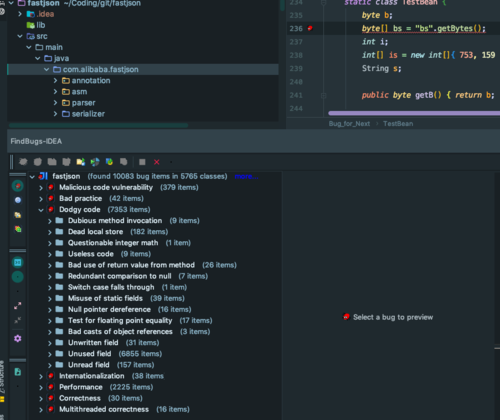 fastjson ~/Coding/git/fastjson
.idea
lib
src
main
java
com.alibaba.fastjson
annotation
asm
parser
serializer
234
235
236
237
238
239
240
241
244
static class TestBean {
byte b;
byte[] bs = "bs".getBytes();
int i;
int[] is = new int[]{ 753, 159
String s;
public byte getB() { return b;
Bug_for_Next › TestBean
FindBugs-IDEA
fastjson (found 10083 bug items in 5765 classes)
Malicious code vulnerability (379 items)
Bad practice (42 items)
Dodgy code (7353 items)
Dubious method invocation (9 items)
Dead local store (182 items)
Questionable integer math (1 item)
Useless code (9 items)
Bad use of return value from method (26 items)
Redundant comparison to null (7 items)
Switch case falls through (1 item)
Misuse of static fields (39 items)
Null pointer dereference (16 items)
Test for floating point equality (17 items)
Bad casts of object references (3 items)
Unwritten field (31 items)
Unused field (6855 items)
Unread field (157 items)
Internationalization (38 items
Performance (2225 items)
Correctness (30 items)
Multithreaded correctness (16 items)
Select a bug to preview
structure